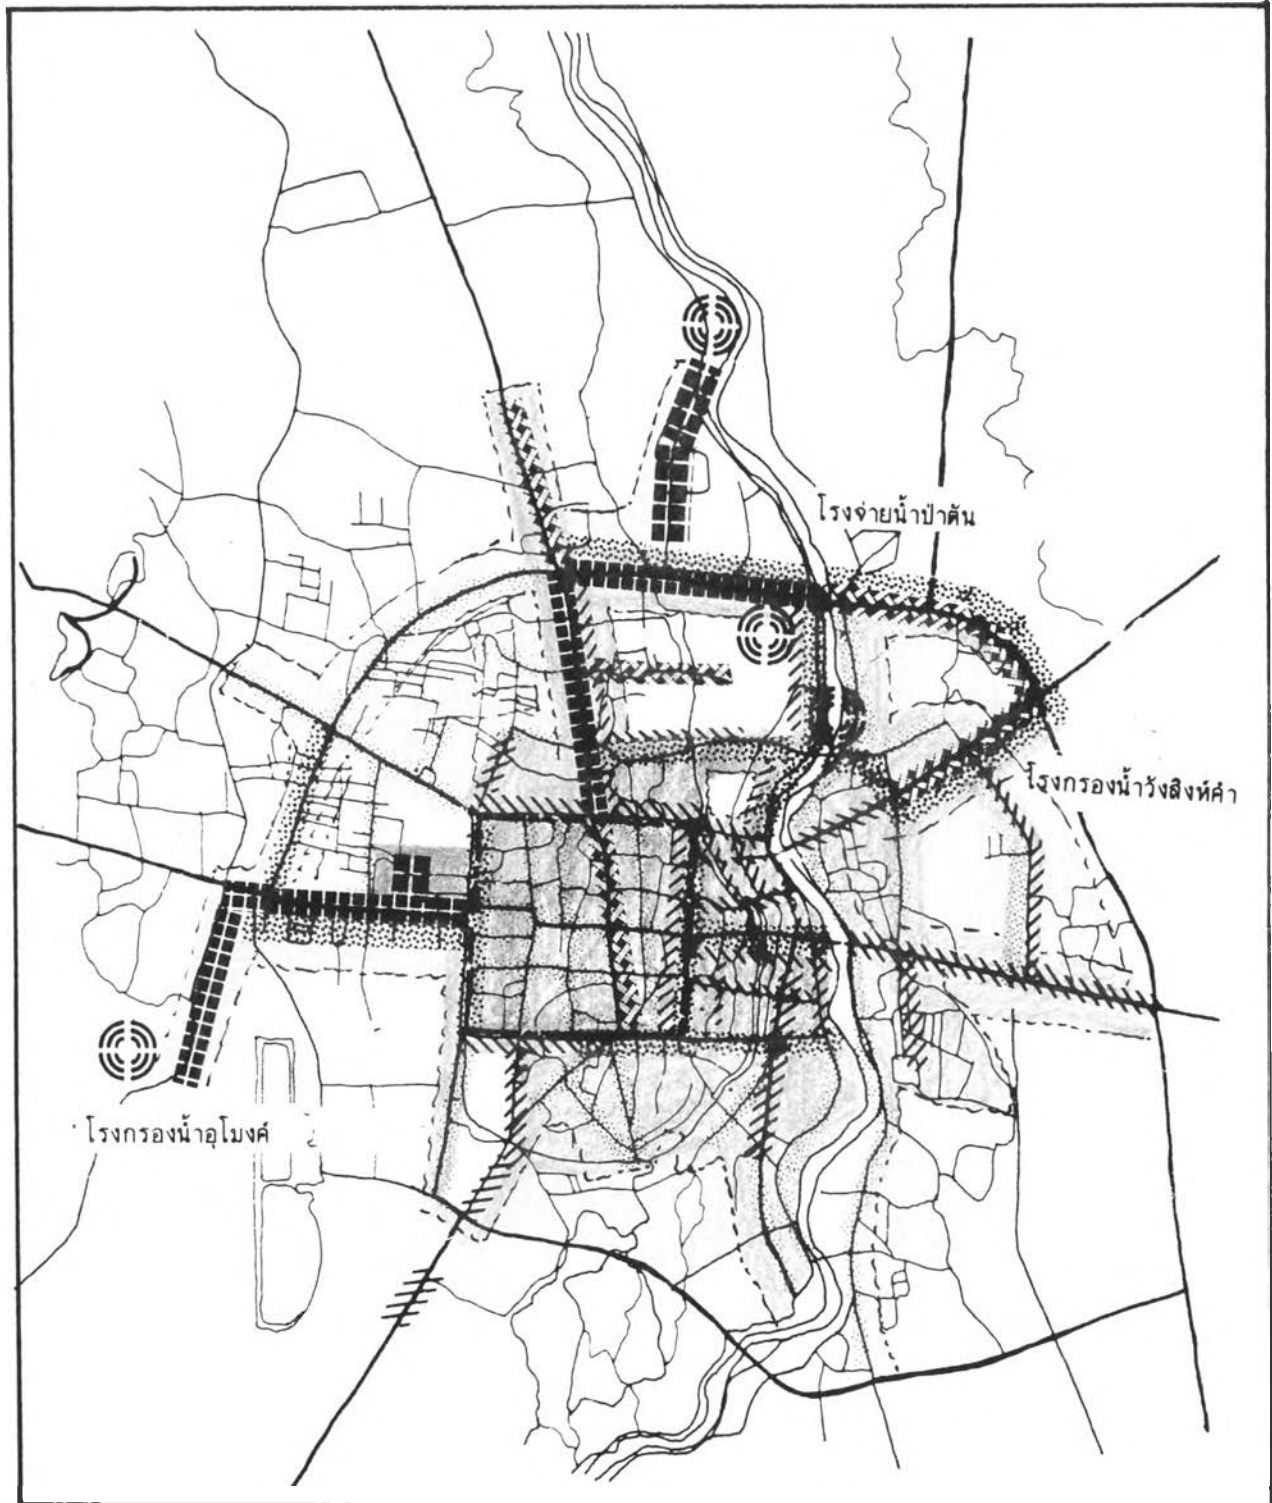 โรงจ่ายน้ำป่าตัน
โรงกรองน้ำวังสิงห์คำ
โรงกรองน้ำอุโมงค์